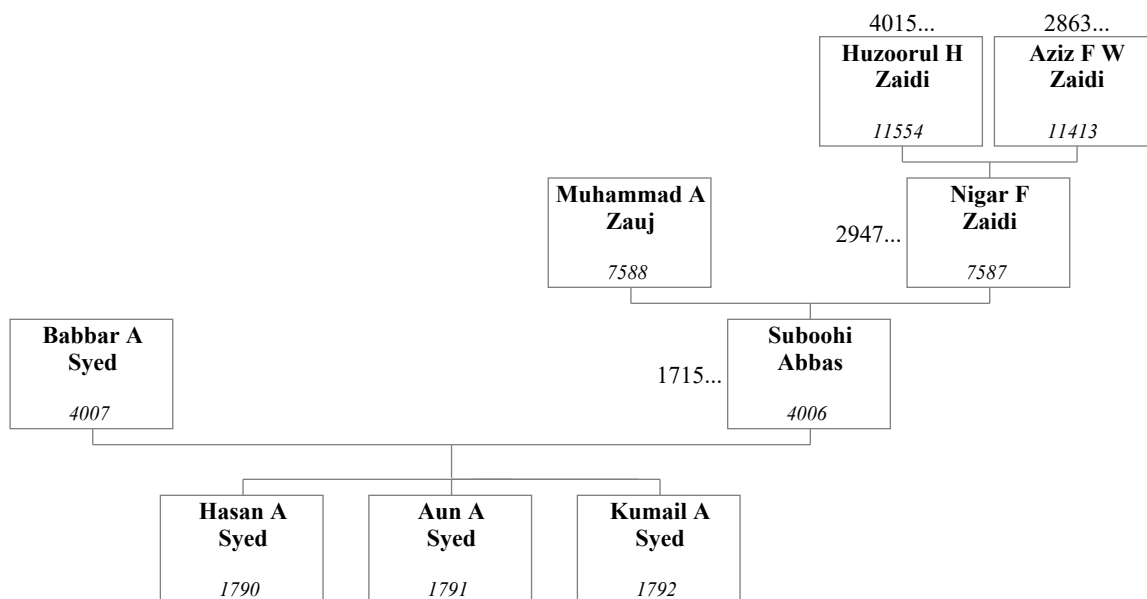 4015...
2863...
Huzoorul H
Zaidi
11554
Aziz F W
Zaidi
11413
Muhammad A
Zauj
7588
2947...
Nigar F
Zaidi
7587
Babbar A
Syed
4007
1715...
Suboohi
Abbas
4006
Hasan A
Syed
1790
Aun A
Syed
1791
Kumail A
Syed
1792